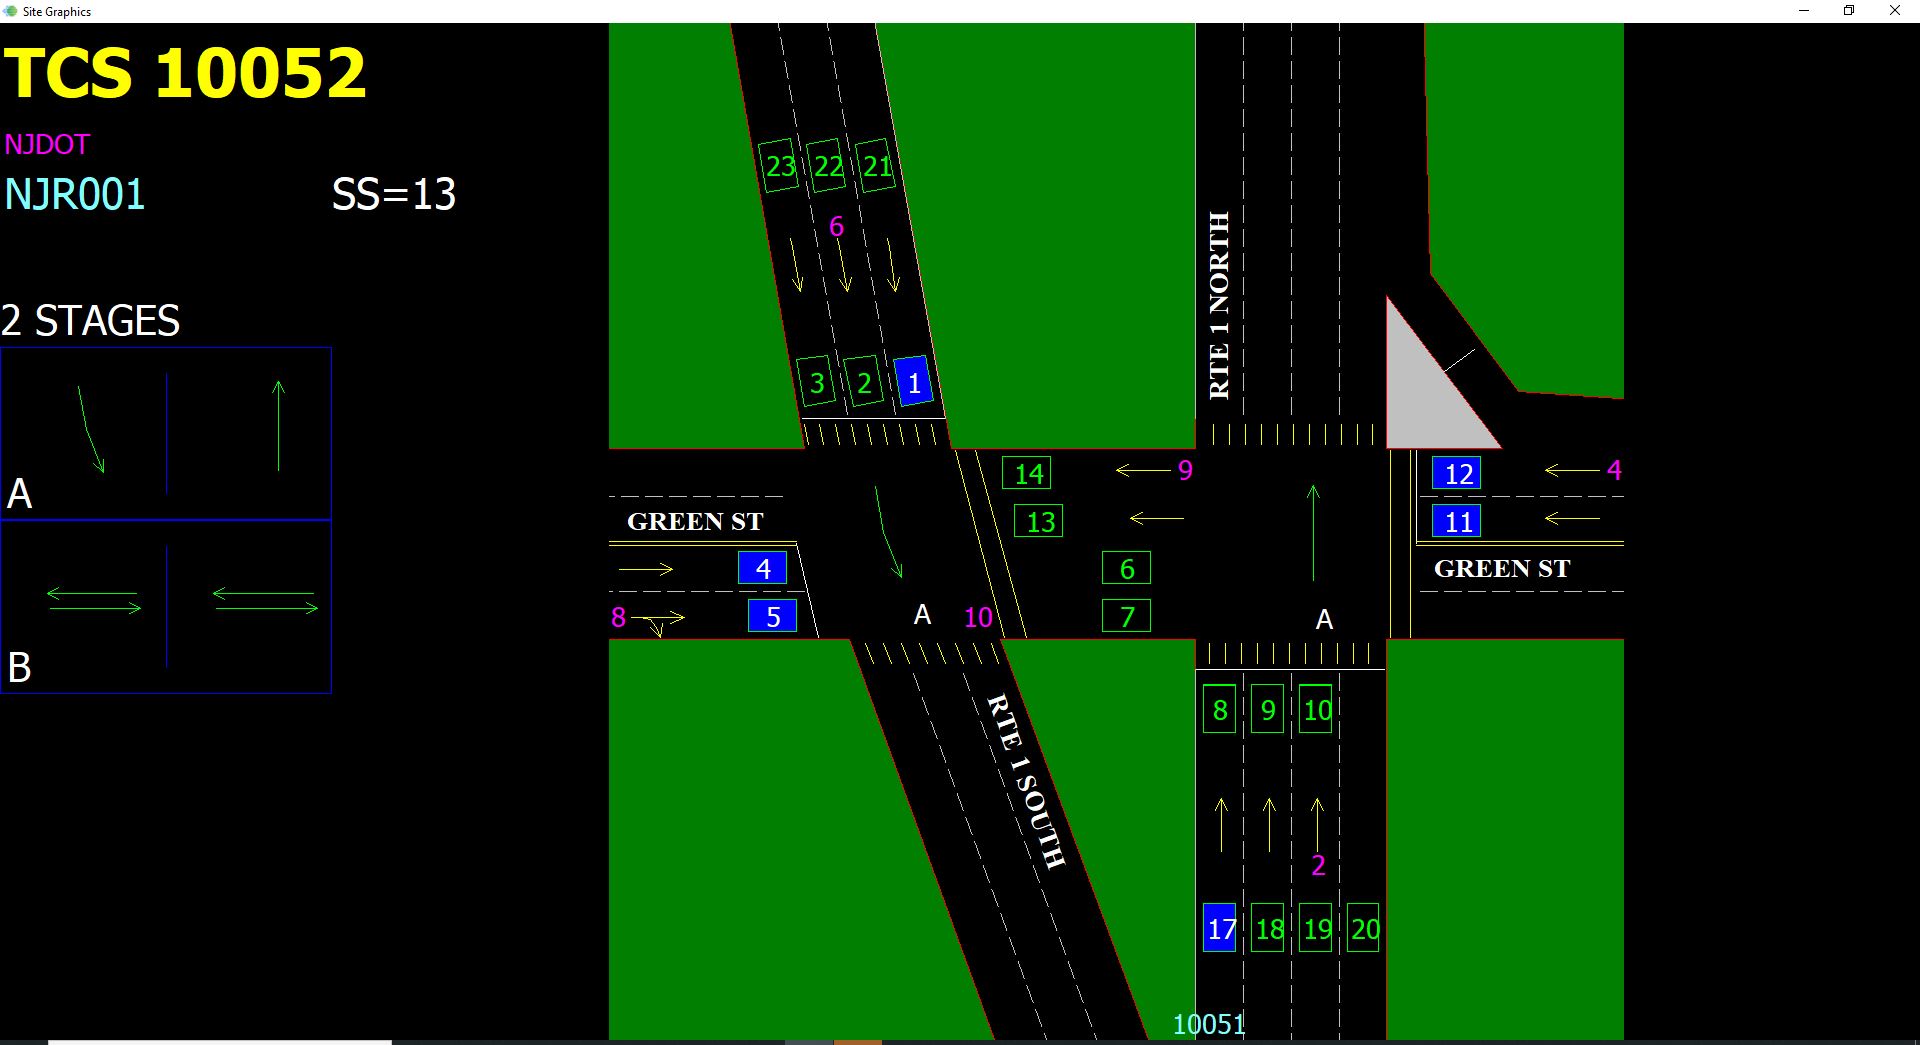 Site Graphics
TCS 10052
NJDOT
NJR001 SS=13
2 STAGES
A
B
23 22 21
6
3 2 1
RTE 1 NORTH
14 9 12 4
13 11
GREEN ST
4 6 GREEN ST
8 5 A 10 7 A
8 9 10
RTE 1 SOUTH
2
17 18 19 20
10051